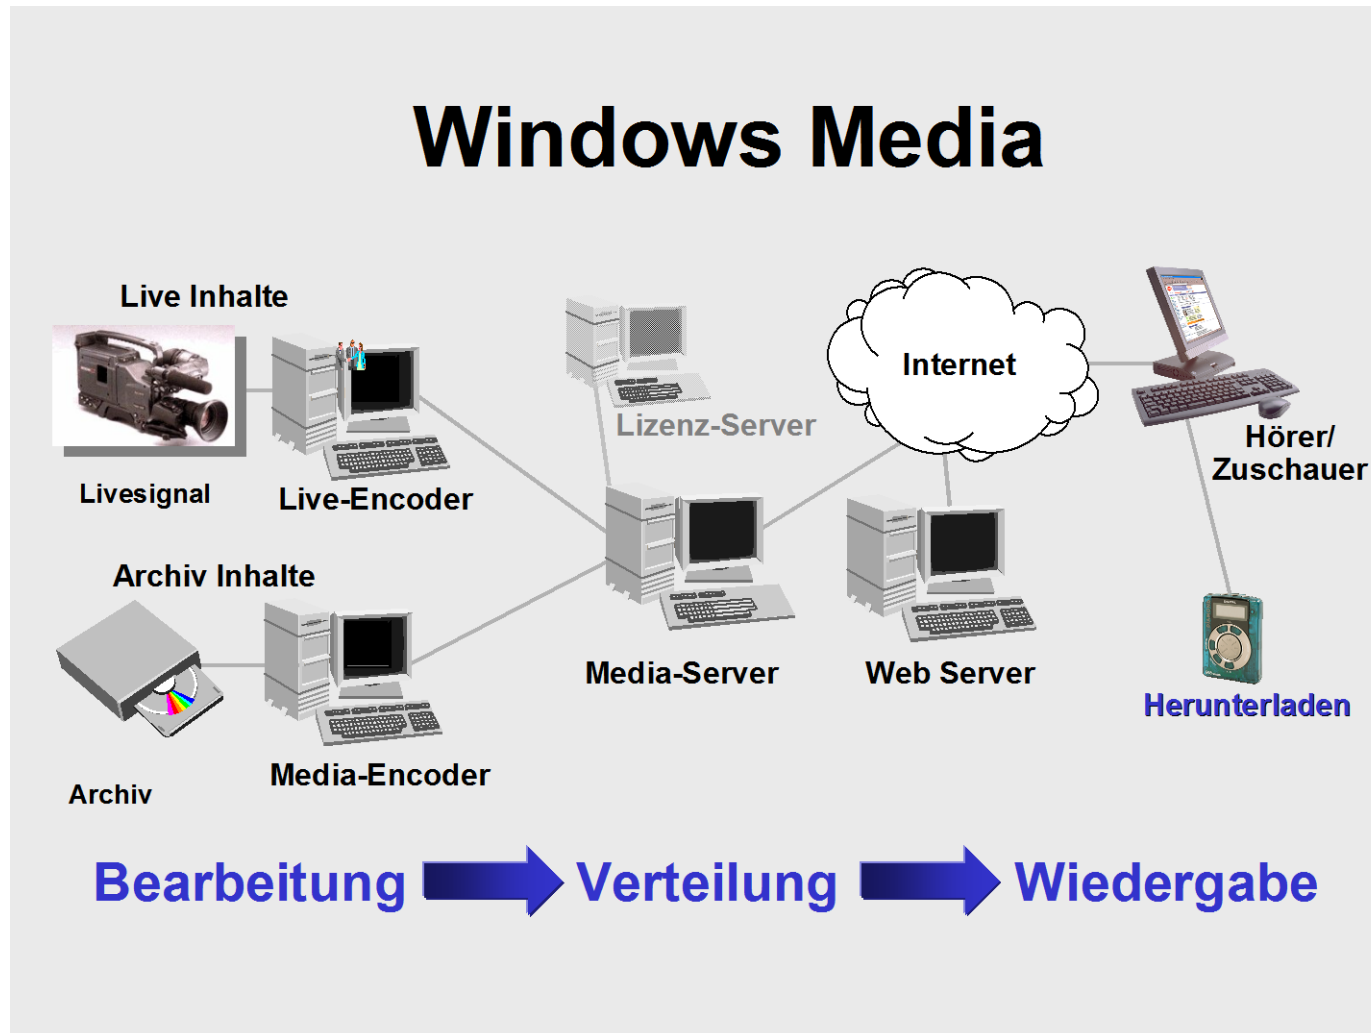 Windows Media
Live Inhalte
Livesignal
Live-Encoder
Lizenz-Server
Internet
Hörer/
Zuschauer
Archiv Inhalte
Archiv
Media-Encoder
Media-Server
Web Server
Herunterladen
Bearbeitung
Verteilung
Wiedergabe